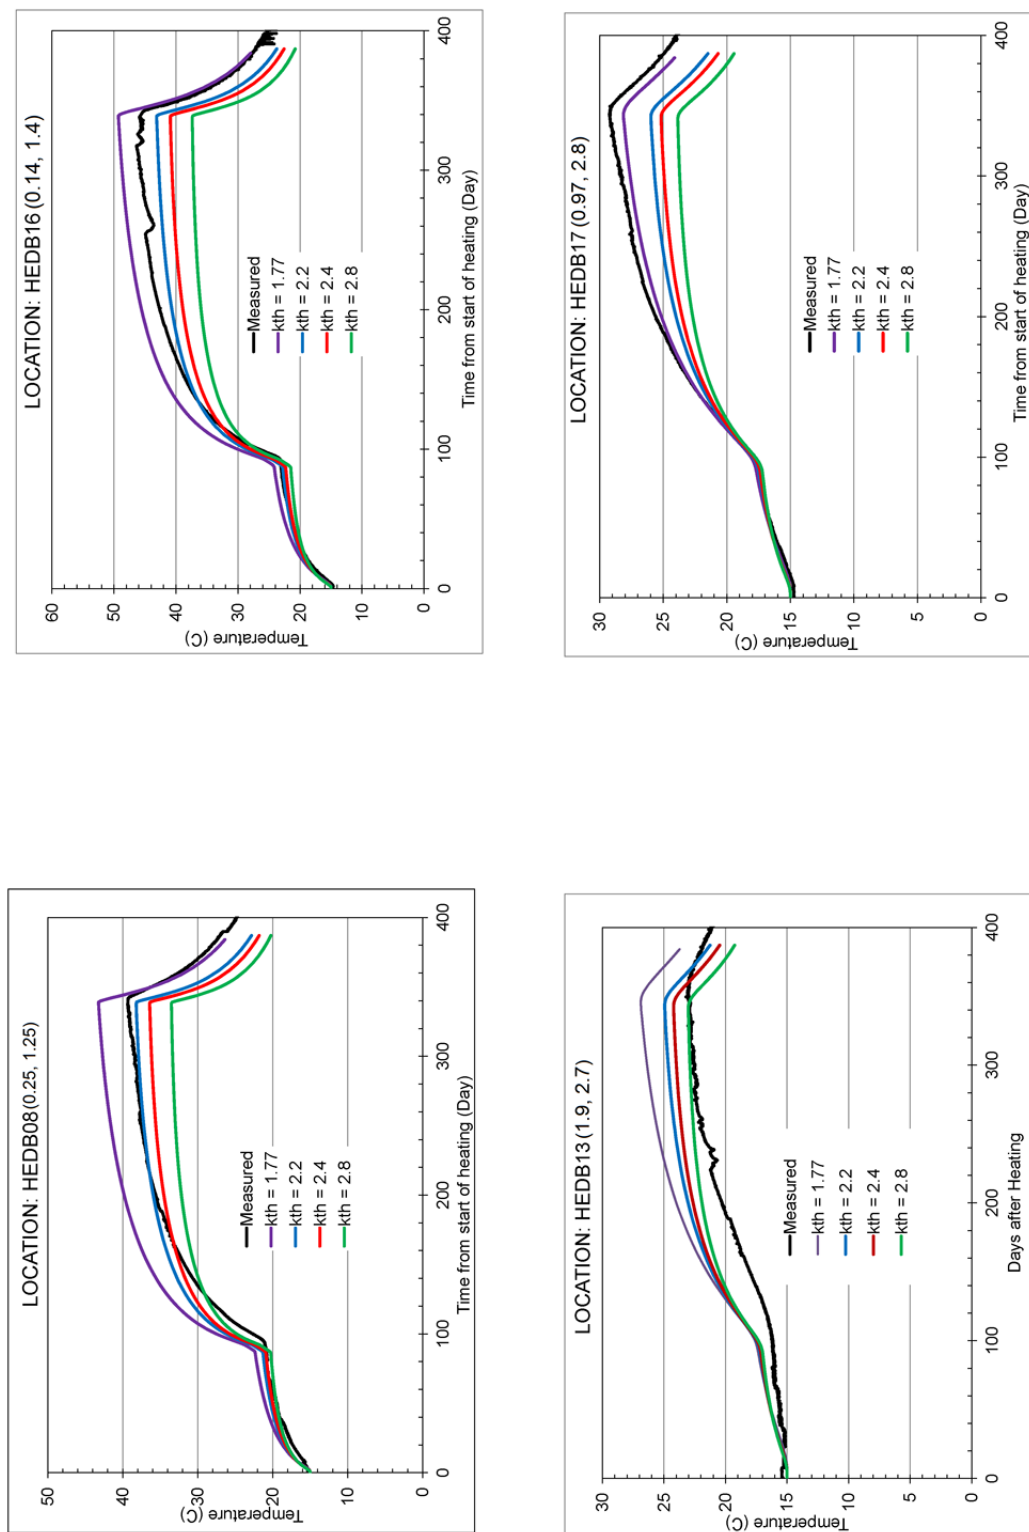 LOCATION: HEDB08 (0.25, 1.25)
50
40
30
20
10
0
Temperature (C)
Measured
kth = 1.77
kth = 2.2
kth = 2.4
kth = 2.8
0
100
200
300
400
Time from start of heating (Day)
LOCATION: HEDB16 (0.14, 1.4)
60
50
40
30
20
10
0
Temperature (C)
Measured
kth = 1.77
kth = 2.2
kth = 2.4
kth = 2.8
0
100
200
300
400
Time from start of heating (Day)
LOCATION: HEDB13 (1.9, 2.7)
30
25
20
15
10
5
0
Temperature (C)
Measured
kth = 1.77
kth = 2.2
kth = 2.4
kth = 2.8
0
100
200
300
400
Days after Heating
LOCATION: HEDB17 (0.97, 2.8)
30
25
20
15
10
5
0
Temperature (C)
Measured
kth = 1.77
kth = 2.2
kth = 2.4
kth = 2.8
0
100
200
300
400
Time from start of heating (Day)